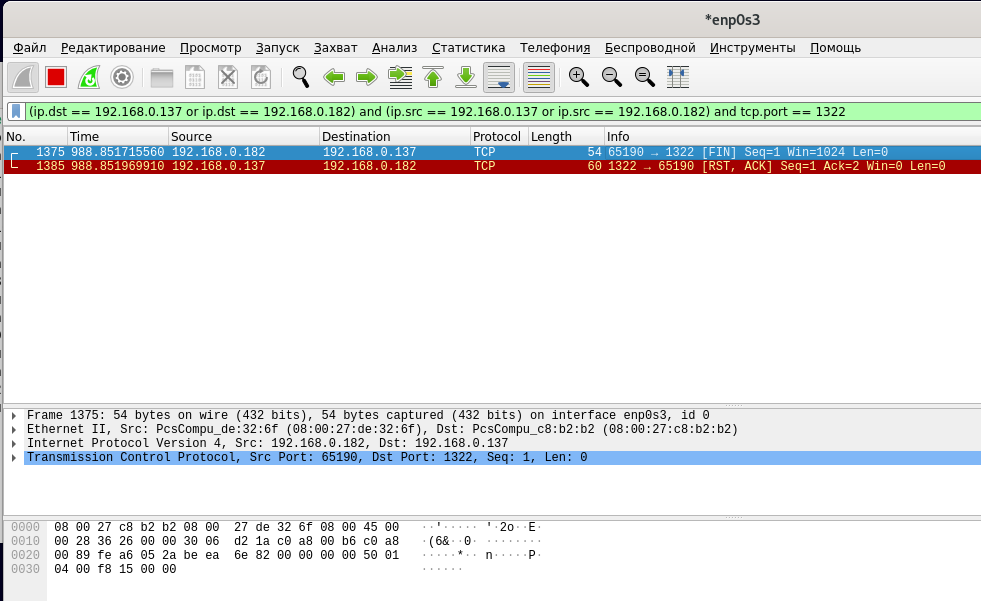 *enp0s3
Файл Редактирование Просмотр Запуск Захват Анализ Статистика Телефония Беспроводной Инструменты Помощь
(ip.dst == 192.168.0.137 or ip.dst == 192.168.0.182) and (ip.src == 192.168.0.137 or ip.src == 192.168.0.182) and tcp.port == 1322
No. Time Source Destination Protocol Length Info
1375 988.851715560 192.168.0.182 192.168.0.137 TCP 54 65190 → 1322 [FIN] Seq=1 Win=1024 Len=0
1385 988.851969910 192.168.0.137 192.168.0.182 TCP 60 1322 → 65190 [RST, ACK] Seq=1 Ack=2 Win=0 Len=0
Frame 1375: 54 bytes on wire (432 bits), 54 bytes captured (432 bits) on interface enp0s3, id 0
Ethernet II, Src: PcsCompu_de:32:6f (08:00:27:de:32:6f), Dst: PcsCompu_c8:b2:b2 (08:00:27:c8:b2:b2)
Internet Protocol Version 4, Src: 192.168.0.182, Dst: 192.168.0.137
Transmission Control Protocol, Src Port: 65190, Dst Port: 1322, Seq: 1, Len: 0
0000 08 00 27 c8 b2 b2 08 00 27 de 32 6f 08 00 45 00 ··'····· '·2o··E·
0010 00 28 36 26 00 00 30 06 d2 1a c0 a8 00 b6 c0 a8 ·(6&··0· ········
0020 00 89 fe a6 05 2a be ea 6e 82 00 00 00 00 50 01 ·····*·· n·····P·
0030 04 00 f8 15 00 00 ······